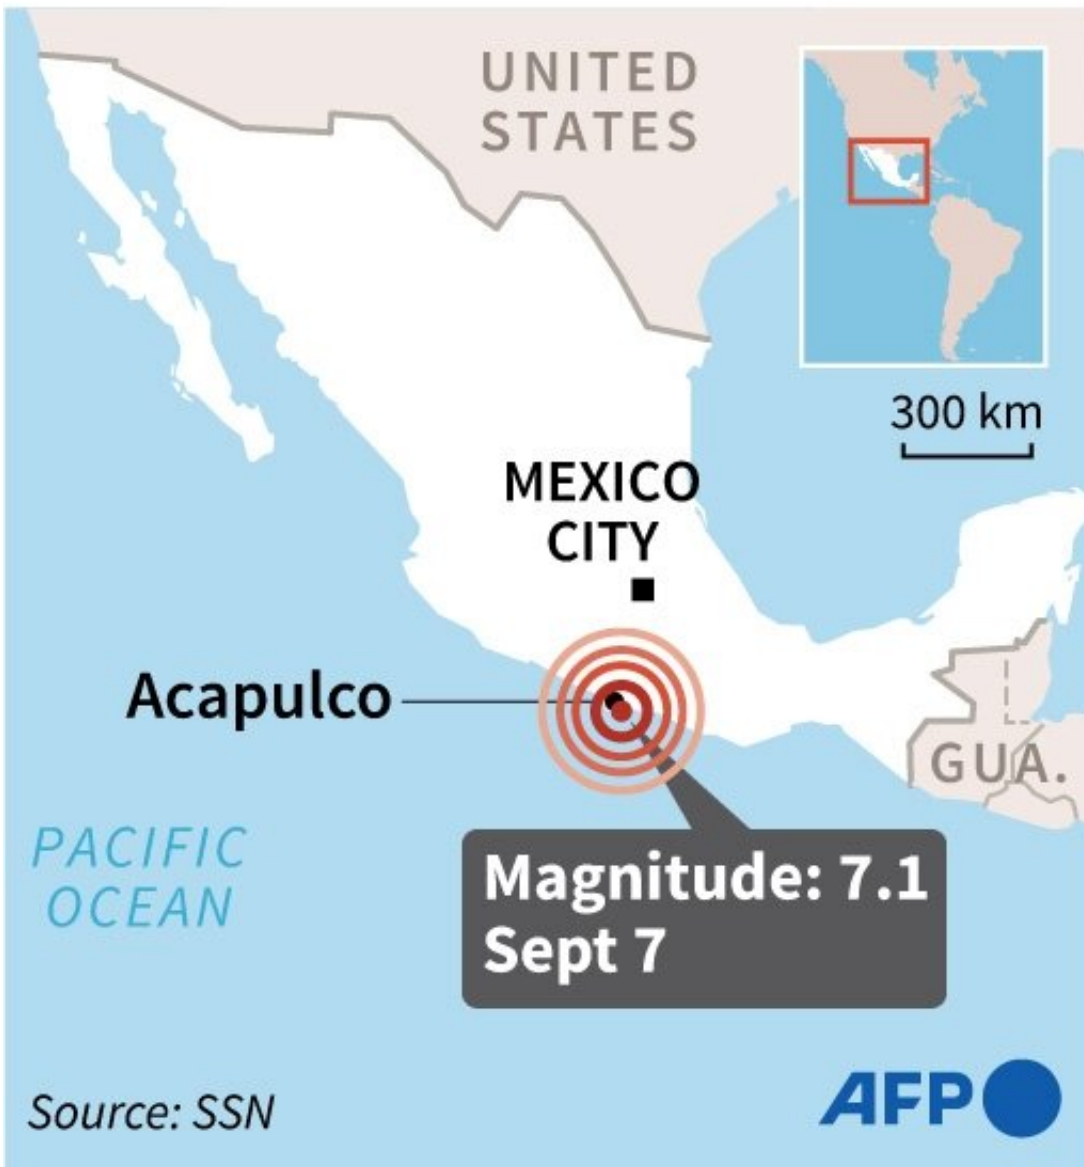 UNITED
STATES
300 km
MEXICO
CITY
Acapulco
GUA.
PACIFIC
OCEAN
Magnitude: 7.1
Sept 7
Source: SSN
AFP